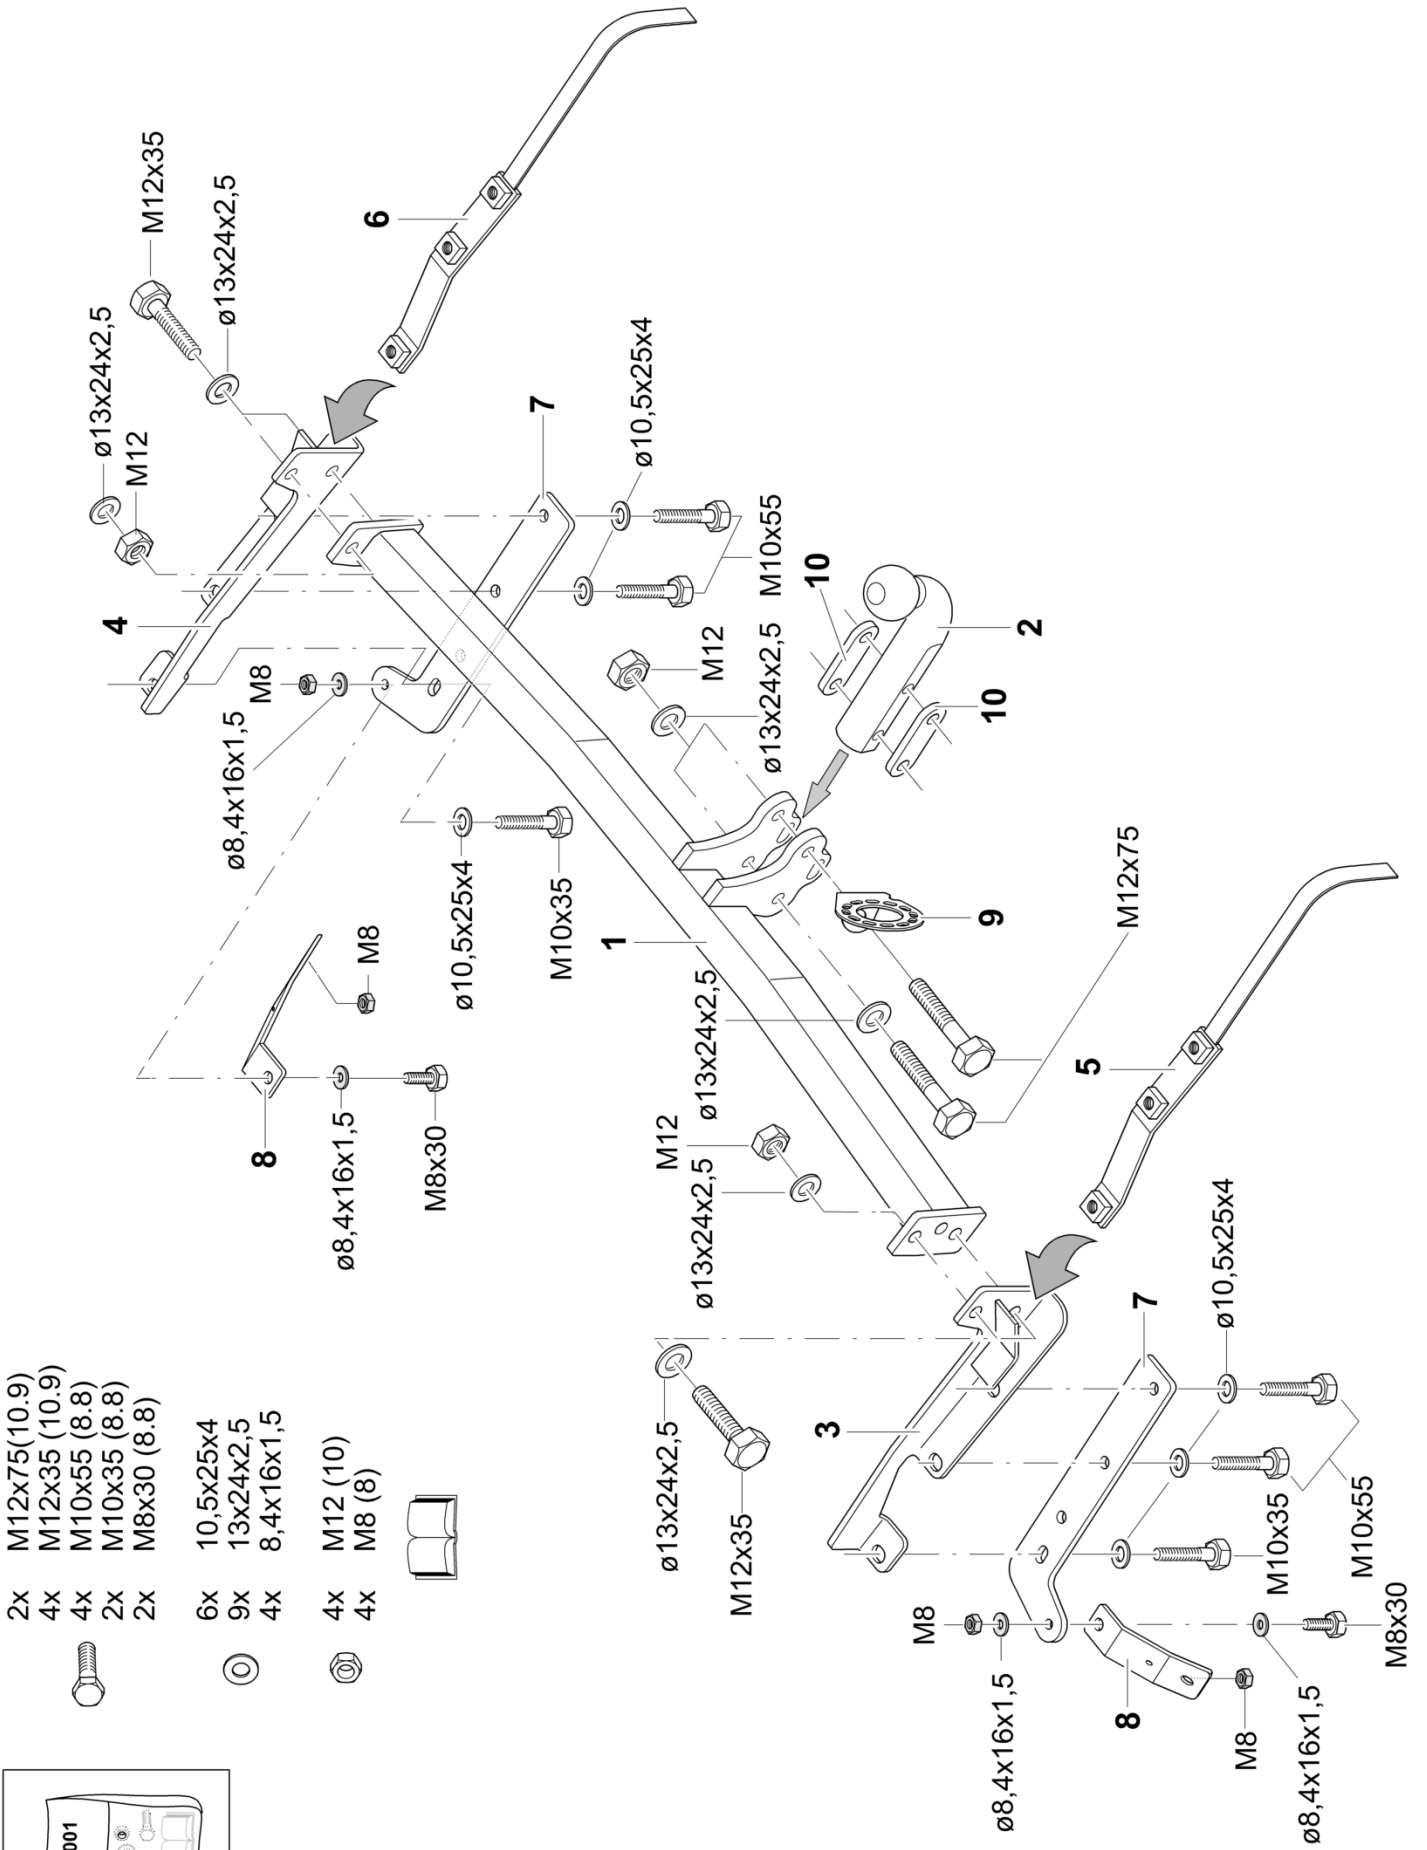 001
2x M12x75(10.9)
4x M12x35 (10.9)
4x M10x55 (8.8)
2x M10x35 (8.8)
2x M8x30 (8.8)
6x 10,5x25x4
9x 13x24x2,5
4x 8,4x16x1,5
4x M12 (10)
4x M8 (8)
M12x35
ø13x24x2,5
ø13x24x2,5
M12
6
4
7
ø10,5x25x4
M10x55
M8
ø8,4x16x1,5
10
2
10
M12
ø13x24x2,5
ø10,5x25x4
M10x35
M8
8
ø8,4x16x1,5
M8x30
1
9
M12x75
ø13x24x2,5
M12
ø13x24x2,5
5
ø13x24x2,5
M12x35
3
7
ø10,5x25x4
M10x35
M10x55
M8
ø8,4x16x1,5
8
M8
ø8,4x16x1,5
M8x30